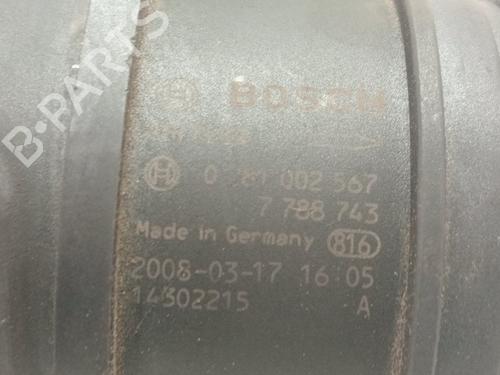 B-PARTS
BOSCH
0 281 002 567
7 788 743
Made in Germany 816
2008-03-17 16:05
14302215 A